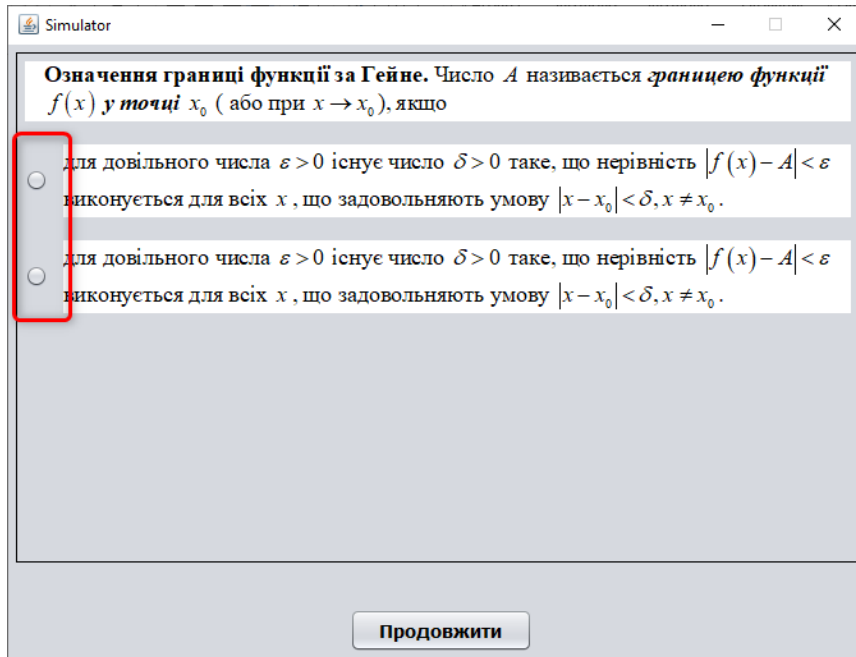 Simulator
Означення границі функції за Гейне. Число A називається границею функції
f(x) у точці x₀ ( або при x → x₀), якщо
для довільного числа ε > 0 існує число δ > 0 таке, що нерівність |f(x) − A| < ε
виконується для всіх x , що задовольняють умову |x − x₀| < δ, x ≠ x₀ .
для довільного числа ε > 0 існує число δ > 0 таке, що нерівність |f(x) − A| < ε
виконується для всіх x , що задовольняють умову |x − x₀| < δ, x ≠ x₀ .
Продовжити